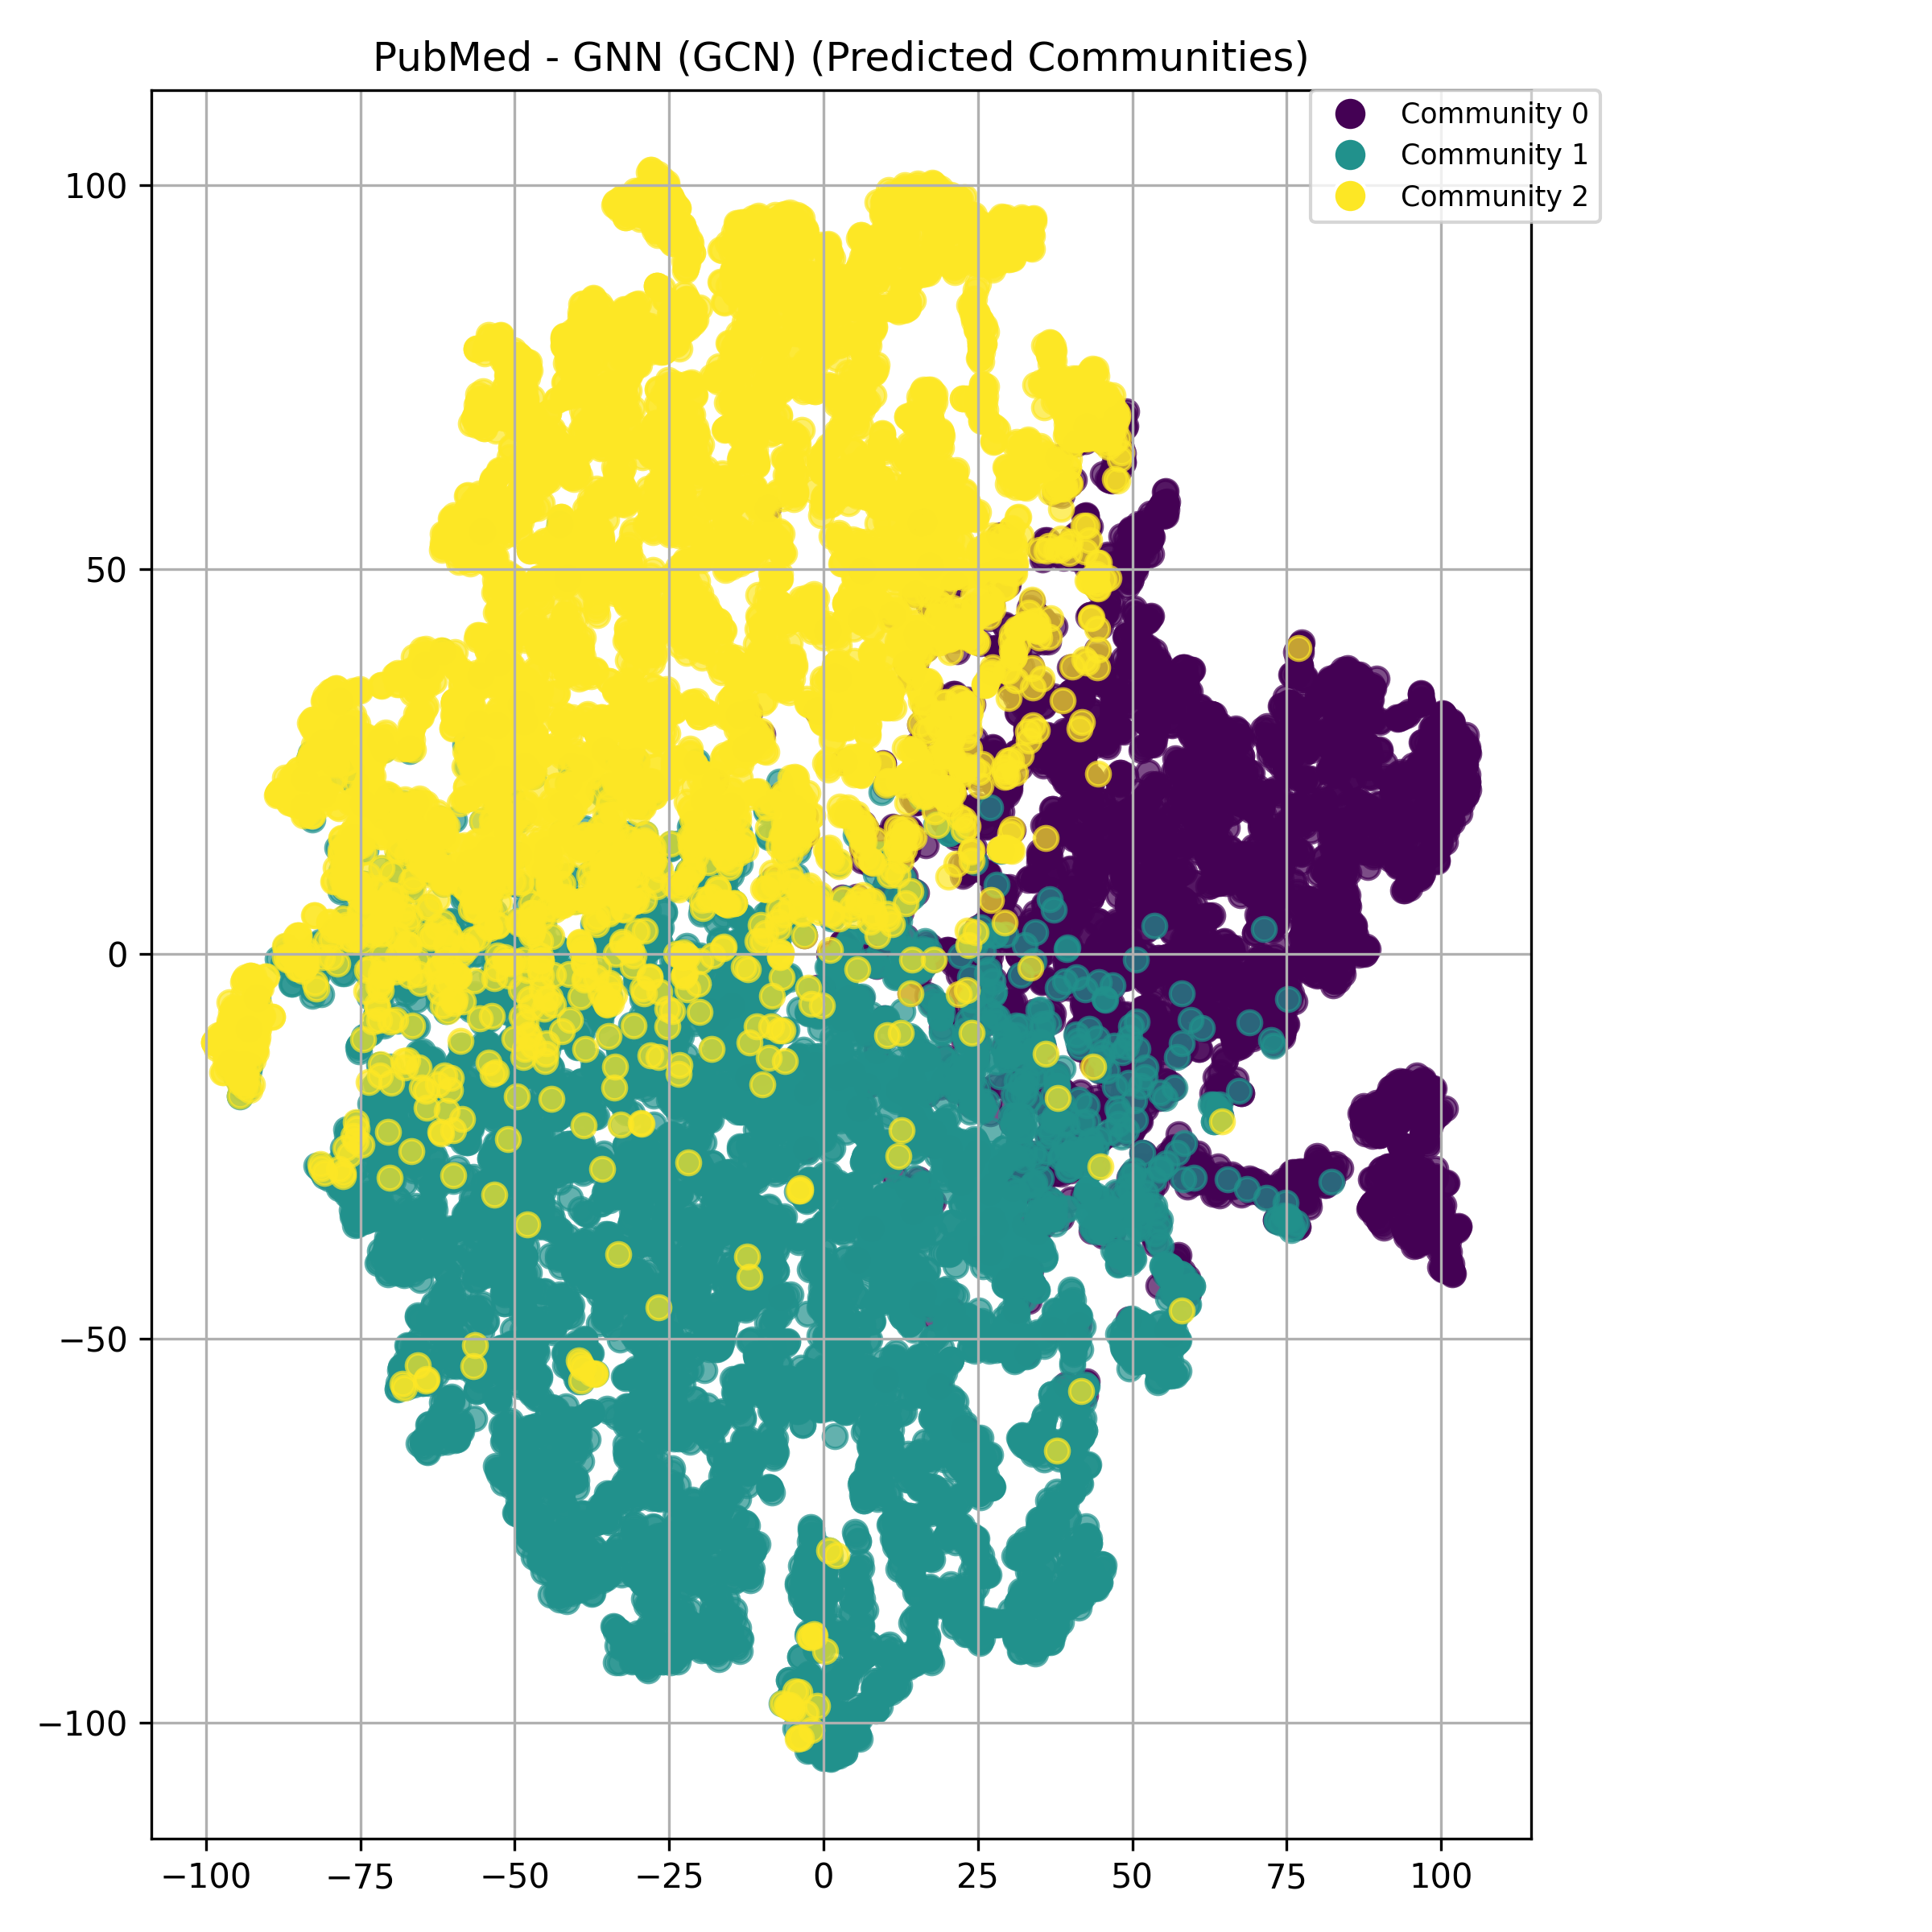 PubMed - GNN (GCN) (Predicted Communities)
Community 0
Community 1
Community 2
100
50
0
−50
−100
−100 −75 −50 −25 0 25 50 75 100